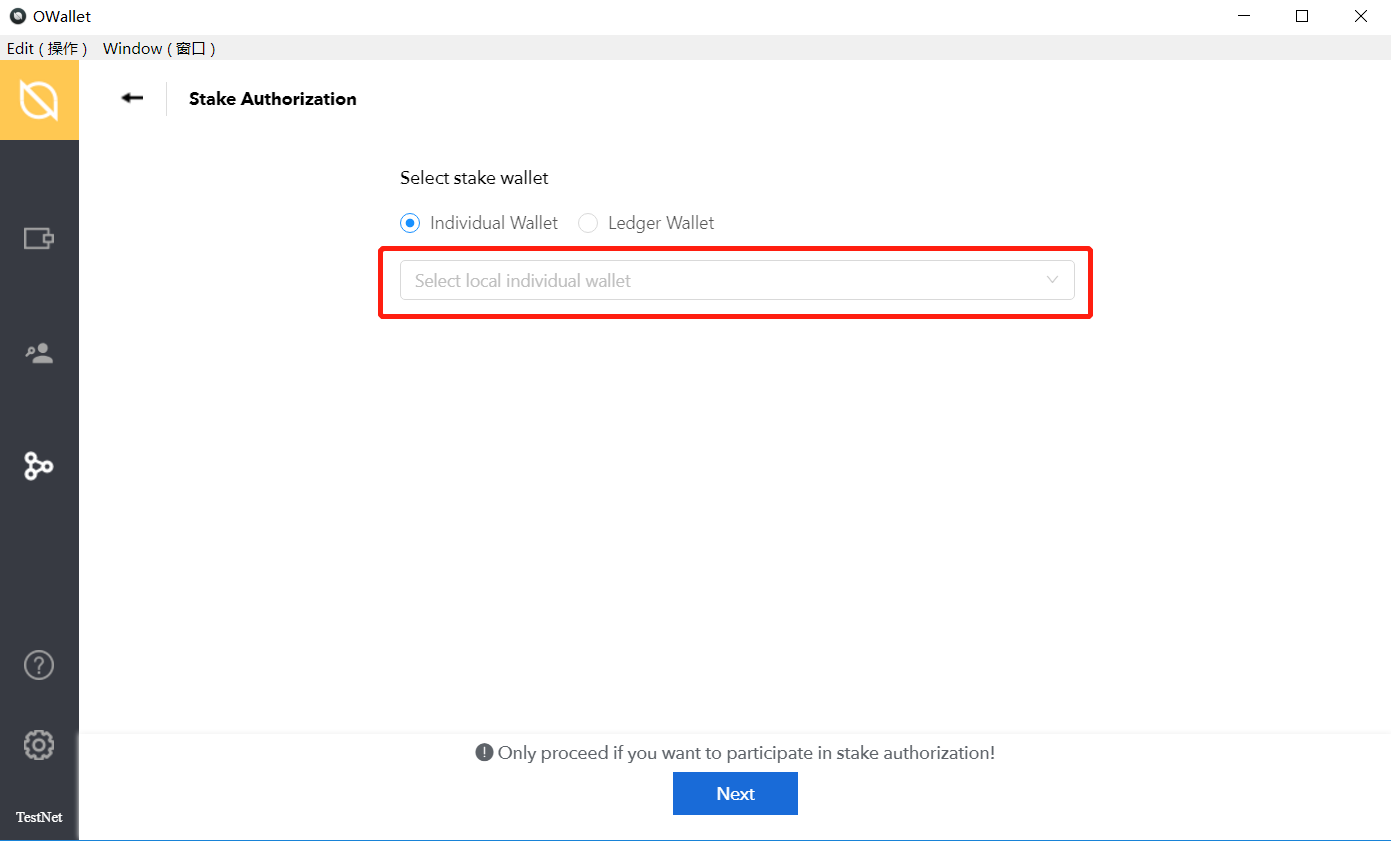 OWallet
Edit ( 操作 ) Window ( 窗口 )
Stake Authorization
Select stake wallet
Individual Wallet Ledger Wallet
Select local individual wallet
Only proceed if you want to participate in stake authorization!
Next
TestNet